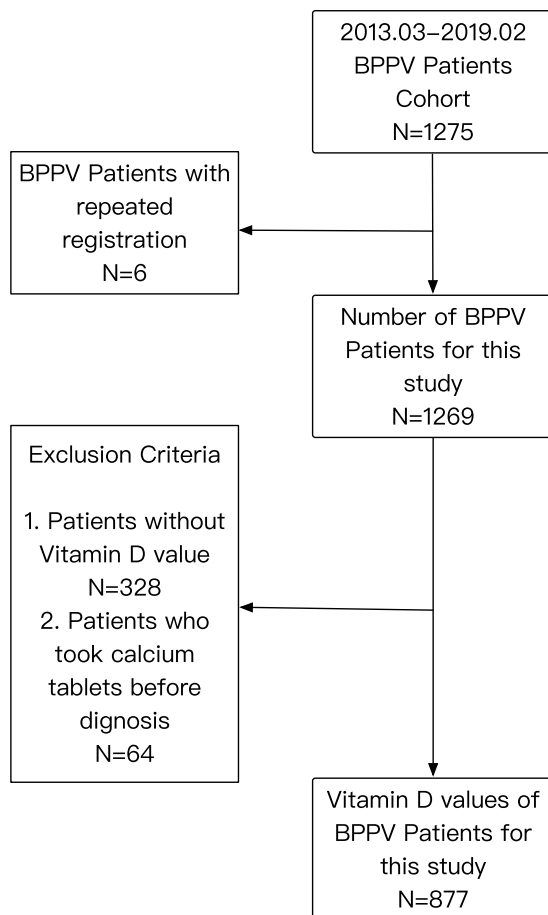 2013.03–2019.02
BPPV Patients
Cohort
N=1275
BPPV Patients with
repeated
registration
N=6
Number of BPPV
Patients for this
study
N=1269
Exclusion Criteria
1. Patients without
Vitamin D value
N=328
2. Patients who
took calcium
tablets before
dignosis
N=64
Vitamin D values of
BPPV Patients for
this study
N=877